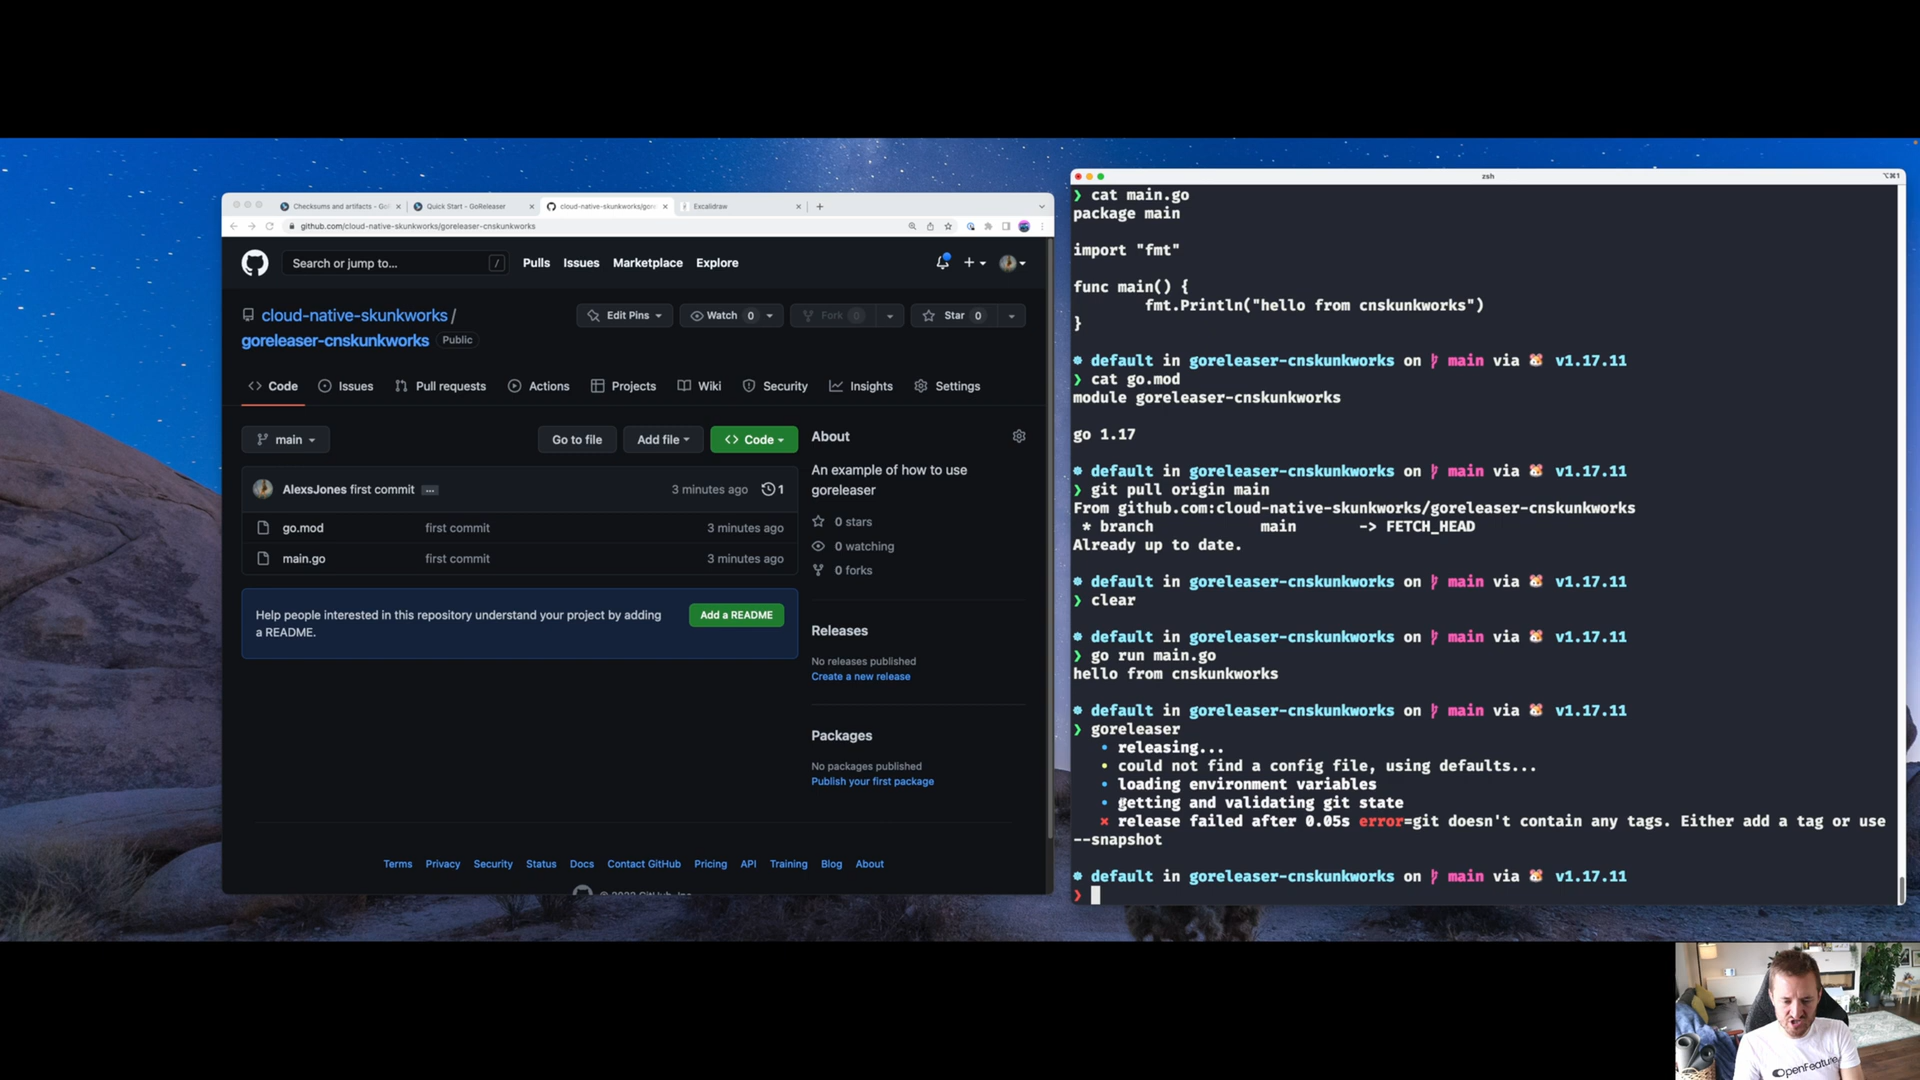 Checksums and artifacts - Go
Quick Start - GoReleaser
cloud-native-skunkworks/gore
Excalidraw
github.com/cloud-native-skunkworks/goreleaser-cnskunkworks
Search or jump to...
/
Pulls
Issues
Marketplace
Explore
cloud-native-skunkworks /
goreleaser-cnskunkworks
Public
Edit Pins
Watch 0
Fork 0
Star 0
Code
Issues
Pull requests
Actions
Projects
Wiki
Security
Insights
Settings
main
Go to file
Add file
Code
AlexsJones first commit ...
3 minutes ago
1
go.mod
first commit
3 minutes ago
main.go
first commit
3 minutes ago
Help people interested in this repository understand your project by adding
a README.
Add a README
About
An example of how to use
goreleaser
0 stars
0 watching
0 forks
Releases
No releases published
Create a new release
Packages
No packages published
Publish your first package
Terms
Privacy
Security
Status
Docs
Contact GitHub
Pricing
API
Training
Blog
About
© 2022 GitHub, Inc.
zsh
⌥⌘1
❯ cat main.go
package main
import "fmt"
func main() {
fmt.Println("hello from cnskunkworks")
}
default in goreleaser-cnskunkworks on main via 🐹 v1.17.11
❯ cat go.mod
module goreleaser-cnskunkworks
go 1.17
default in goreleaser-cnskunkworks on main via 🐹 v1.17.11
❯ git pull origin main
From github.com:cloud-native-skunkworks/goreleaser-cnskunkworks
* branch main -> FETCH_HEAD
Already up to date.
default in goreleaser-cnskunkworks on main via 🐹 v1.17.11
❯ clear
default in goreleaser-cnskunkworks on main via 🐹 v1.17.11
❯ go run main.go
hello from cnskunkworks
default in goreleaser-cnskunkworks on main via 🐹 v1.17.11
❯ goreleaser
• releasing...
• could not find a config file, using defaults...
• loading environment variables
• getting and validating git state
⨯ release failed after 0.05s error=git doesn't contain any tags. Either add a tag or use
--snapshot
default in goreleaser-cnskunkworks on main via 🐹 v1.17.11
❯
OpenFeature